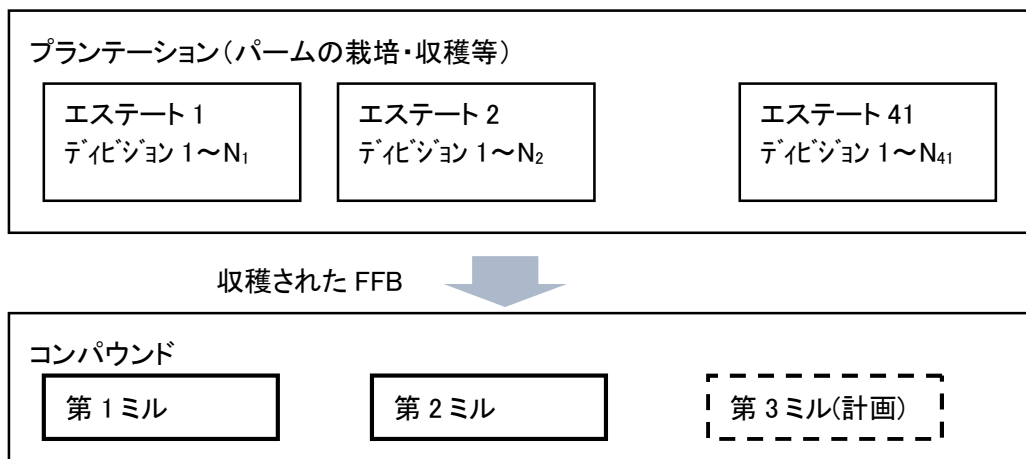 プランテーション（パームの栽培・収穫等）
エステート 1
ﾃﾞｨﾋﾞｼﾞｮﾝ 1～N₁
エステート 2
ﾃﾞｨﾋﾞｼﾞｮﾝ 1～N₂
エステート 41
ﾃﾞｨﾋﾞｼﾞｮﾝ 1～N₄₁
収穫された FFB
コンパウンド
第 1 ミル
第 2 ミル
第 3 ミル(計画)